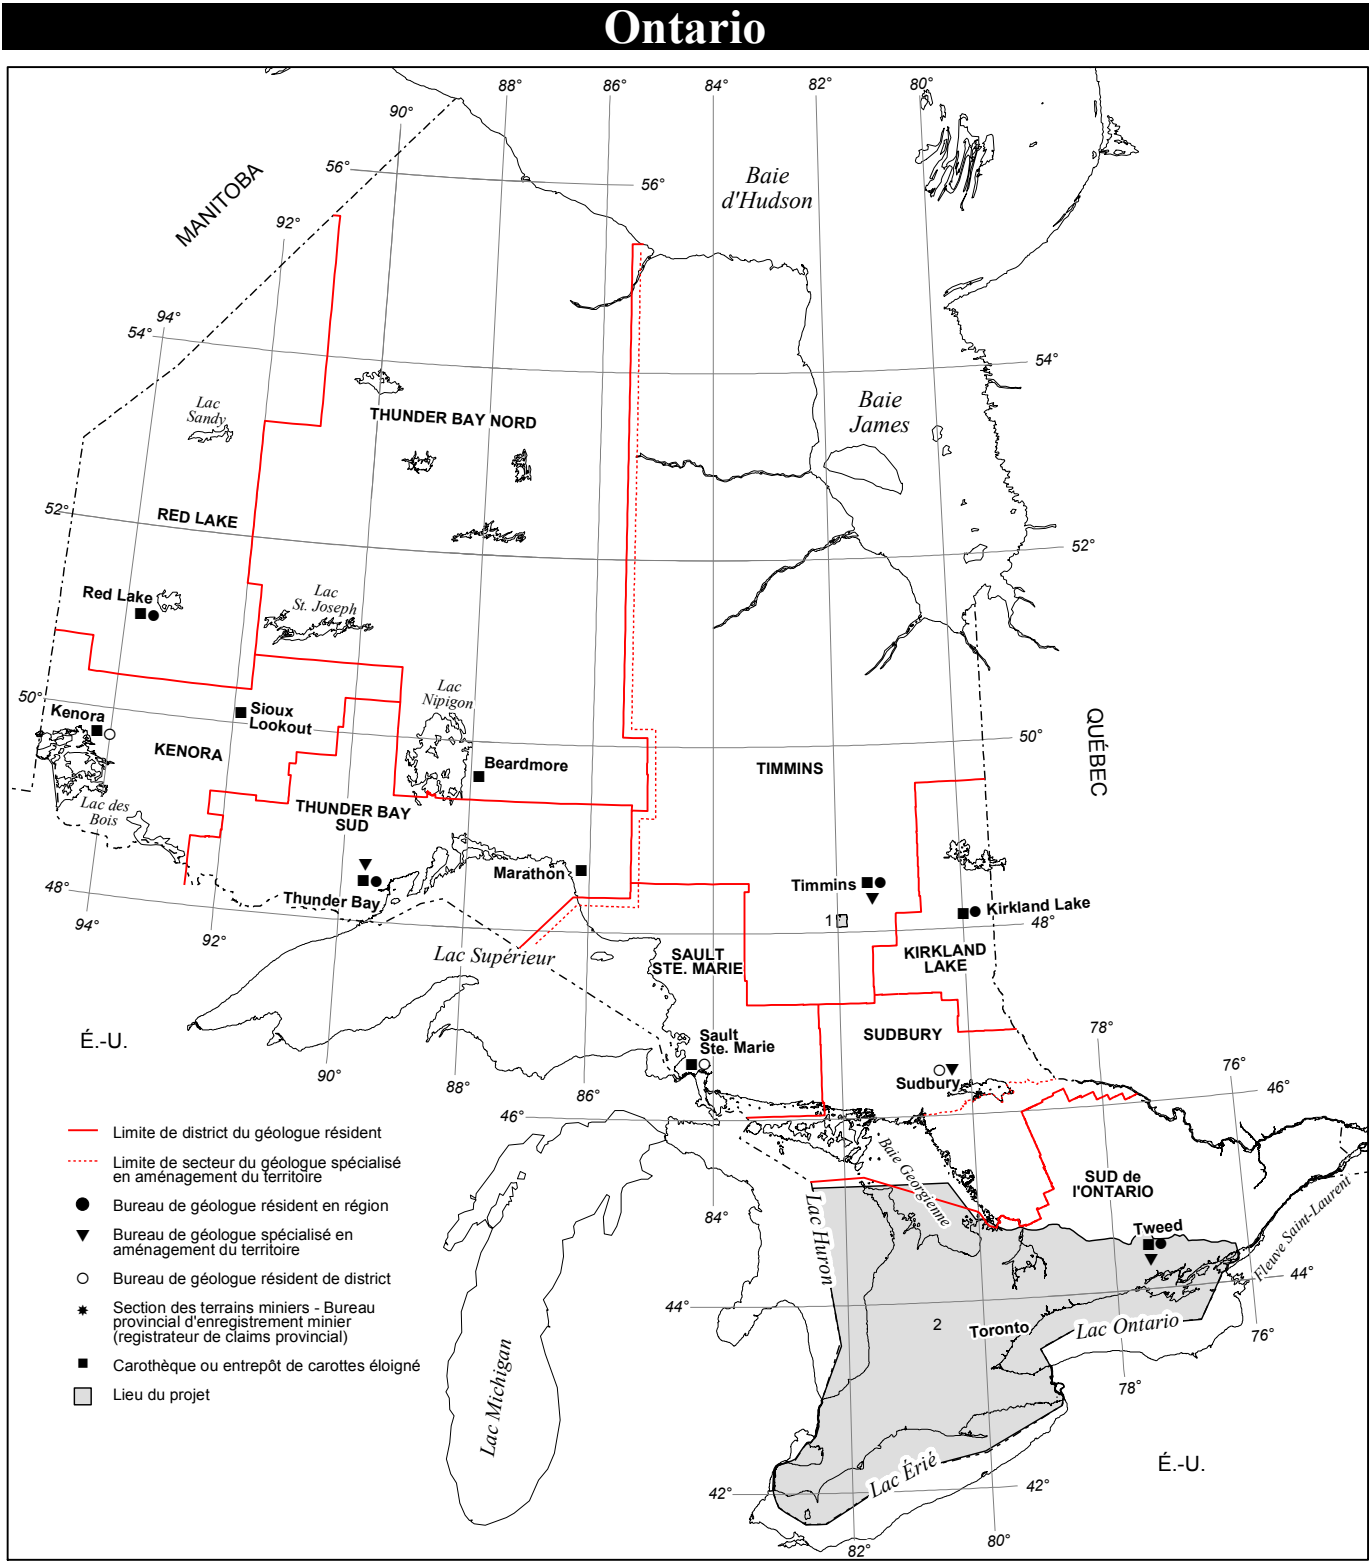 Ontario
88°
86°
84°
82°
80°
90°
56°
56°
92°
MANITOBA
Baie
d'Hudson
94°
54°
54°
Lac
Sandy
THUNDER BAY NORD
Baie
James
52°
RED LAKE
52°
Red Lake
Lac
St. Joseph
50°
Kenora
Sioux
Lookout
Lac
Nipigon
KENORA
Beardmore
TIMMINS
50°
QUÉBEC
Lac des
Bois
THUNDER BAY
SUD
48°
Thunder Bay
Marathon
Timmins
1
Kirkland Lake
48°
94°
92°
Lac Supérieur
SAULT
STE. MARIE
KIRKLAND
LAKE
É.-U.
Sault
Ste. Marie
SUDBURY
Sudbury
78°
76°
46°
90°
88°
86°
46°
Limite de district du géologue résident
Limite de secteur du géologue spécialisé
en aménagement du territoire
Bureau de géologue résident en région
Bureau de géologue spécialisé en
aménagement du territoire
Bureau de géologue résident de district
Section des terrains miniers - Bureau
provincial d'enregistrement minier
(registrateur de claims provincial)
Carothèque ou entrepôt de carottes éloigné
Lieu du projet
Baie Georgienne
SUD de
l'ONTARIO
84°
Lac Huron
Tweed
Fleuve Saint-Laurent
44°
44°
2
Toronto
Lac Ontario
76°
78°
Lac Michigan
Lac Érié
É.-U.
42°
42°
82°
80°